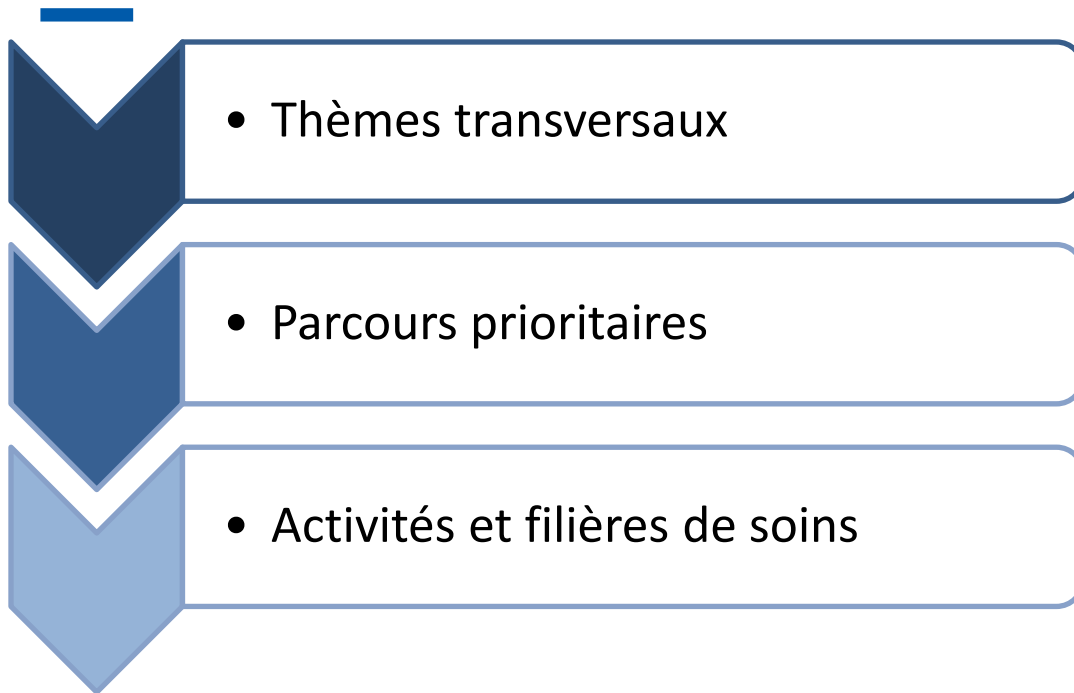 • Thèmes transversaux
• Parcours prioritaires
• Activités et filières de soins